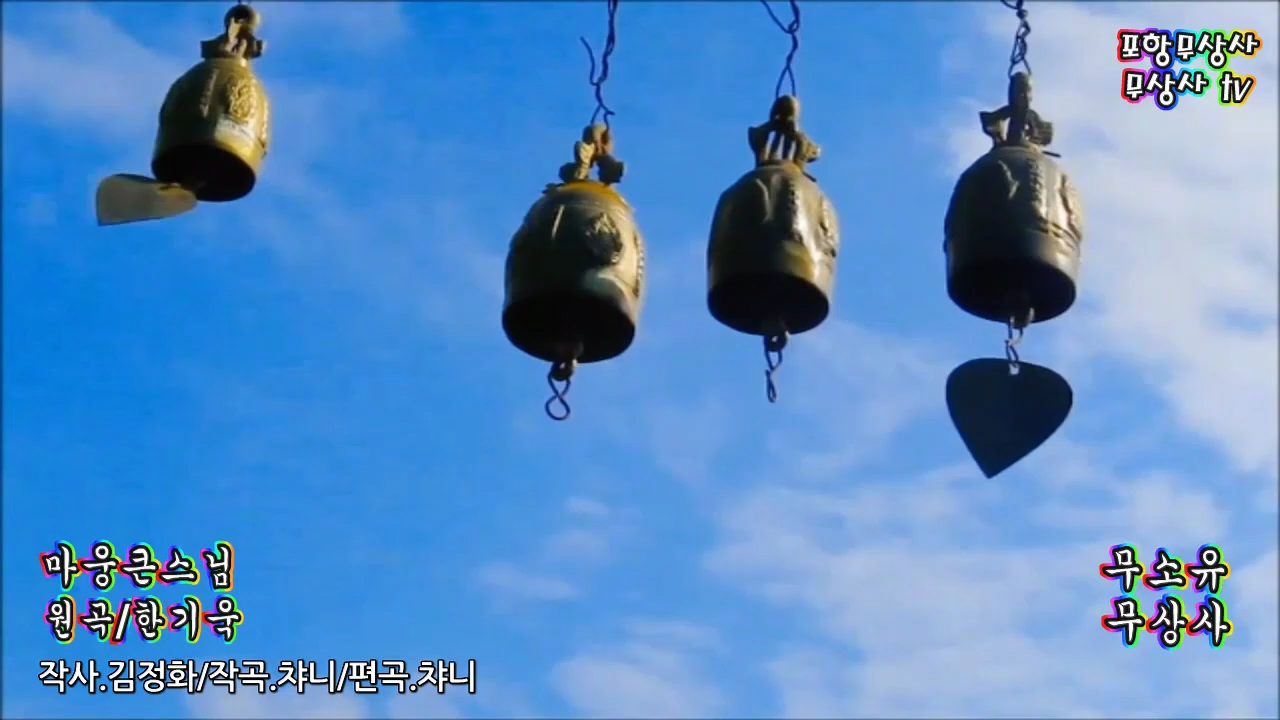 포항무상사
무상사 tv
마웅큰스님
원곡/한기욱
작사.김정화/작곡.챠니/편곡.챠니
무소유
무상사